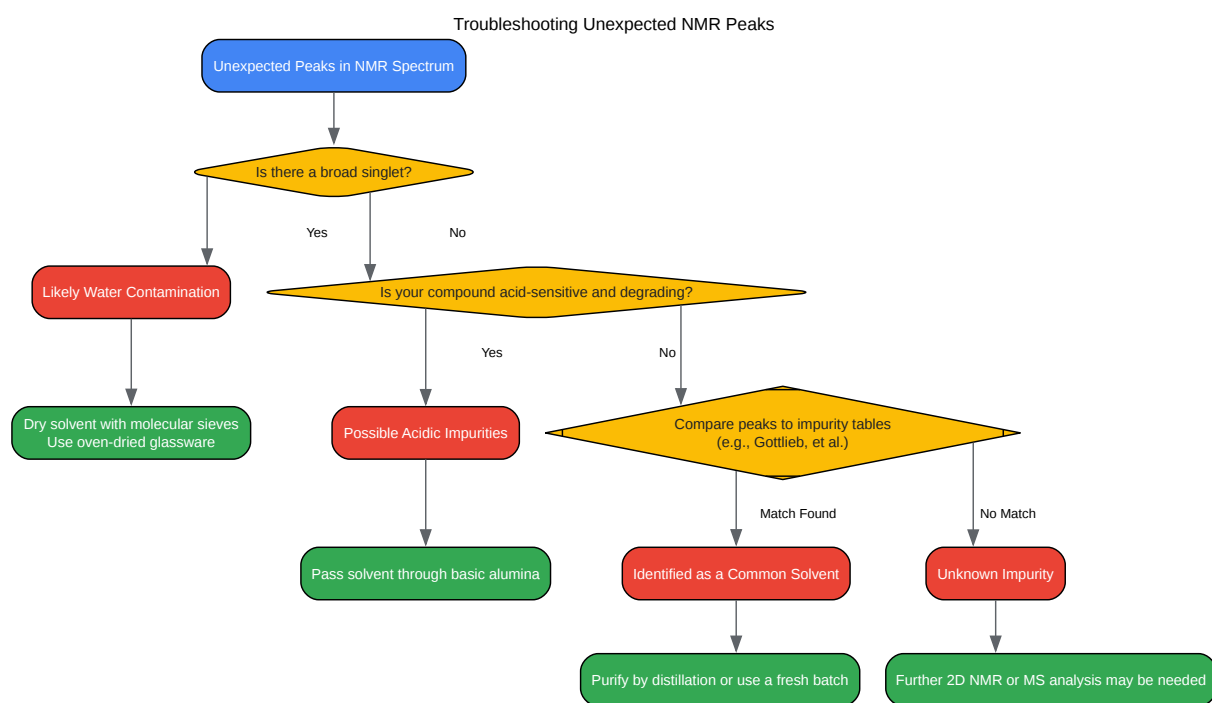 Troubleshooting Unexpected NMR Peaks
Unexpected Peaks in NMR Spectrum
Is there a broad singlet?
Yes
No
Likely Water Contamination
Is your compound acid-sensitive and degrading?
Yes
No
Dry solvent with molecular sieves
Use oven-dried glassware
Possible Acidic Impurities
Compare peaks to impurity tables
(e.g., Gottlieb, et al.)
Match Found
No Match
Pass solvent through basic alumina
Identified as a Common Solvent
Unknown Impurity
Purify by distillation or use a fresh batch
Further 2D NMR or MS analysis may be needed